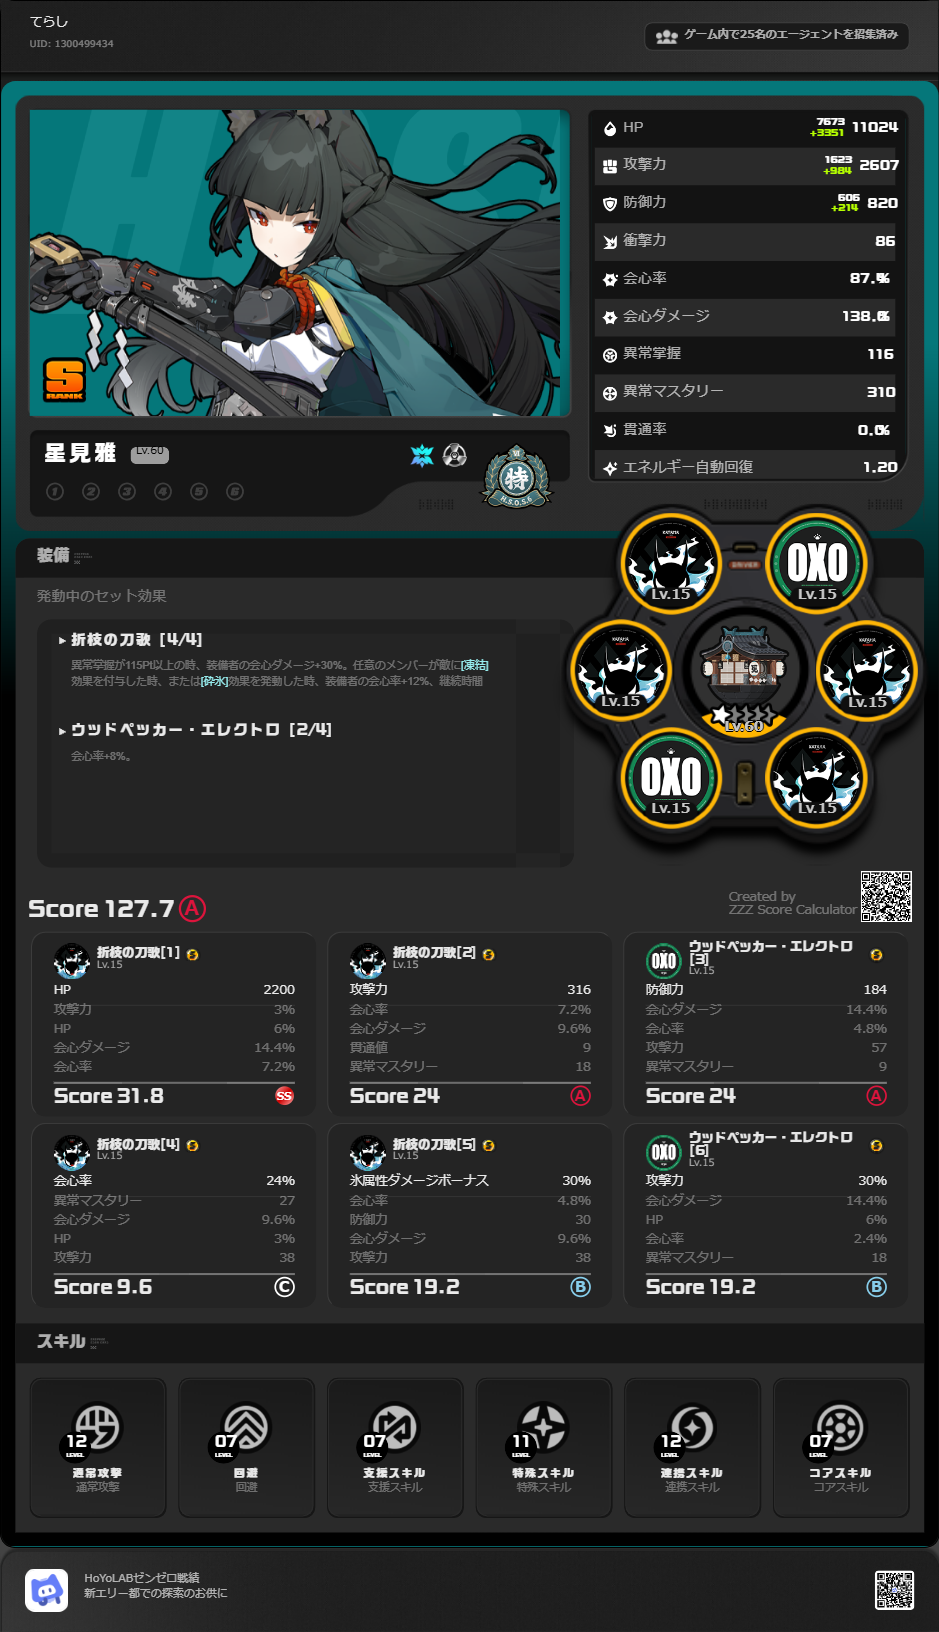 てらし
UID: 1300499434
ゲーム内で25名のエージェントを招集済み
HP 7673 +3351 11024
攻撃力 1623 +984 2607
防御力 606 +214 820
衝撃力 86
会心率 87.%
会心ダメージ 138.%
異常掌握 116
異常マスタリー 310
貫通率 0.%
エネルギー自動回復 1.20
S
RANK
星見雅 Lv.60
1 2 3 4 5 6
VI
特
H.S.O.S.6
装備
発動中のセット効果
▸ 折枝の刀歌 [4/4]
異常掌握が115Pt以上の時、装備者の会心ダメージ+30%。任意のメンバーが敵に[凍結]
効果を付与した時、または[砕氷]効果を発動した時、装備者の会心率+12%、継続時間
▸ ウッドペッカー・エレクトロ [2/4]
会心率+8%。
Lv.15
OXO
Lv.15
Lv.15
Lv.60
Lv.15
OXO
Lv.15
Lv.15
Score 127.7 A
Created by
ZZZ Score Calculator
折枝の刀歌[1] S
Lv.15
HP 2200
攻撃力 3%
HP 6%
会心ダメージ 14.4%
会心率 7.2%
Score 31.8 SS
折枝の刀歌[2] S
Lv.15
攻撃力 316
会心率 7.2%
会心ダメージ 9.6%
貫通値 9
異常マスタリー 18
Score 24 A
OXO
ウッドペッカー・エレクトロ
[3] S
Lv.15
防御力 184
会心ダメージ 14.4%
会心率 4.8%
攻撃力 57
異常マスタリー 9
Score 24 A
折枝の刀歌[4] S
Lv.15
会心率 24%
異常マスタリー 27
会心ダメージ 9.6%
HP 3%
攻撃力 38
Score 9.6 C
折枝の刀歌[5] S
Lv.15
氷属性ダメージボーナス 30%
会心率 4.8%
防御力 30
会心ダメージ 9.6%
攻撃力 38
Score 19.2 B
OXO
ウッドペッカー・エレクトロ
[6] S
Lv.15
攻撃力 30%
会心ダメージ 14.4%
HP 6%
会心率 2.4%
異常マスタリー 18
Score 19.2 B
スキル
12
LEVEL
通常攻撃
通常攻撃
07
LEVEL
回避
回避
07
LEVEL
支援スキル
支援スキル
11
LEVEL
特殊スキル
特殊スキル
12
LEVEL
連携スキル
連携スキル
07
LEVEL
コアスキル
コアスキル
HoYoLABゼンゼロ戦績
新エリー都での探索のお供に